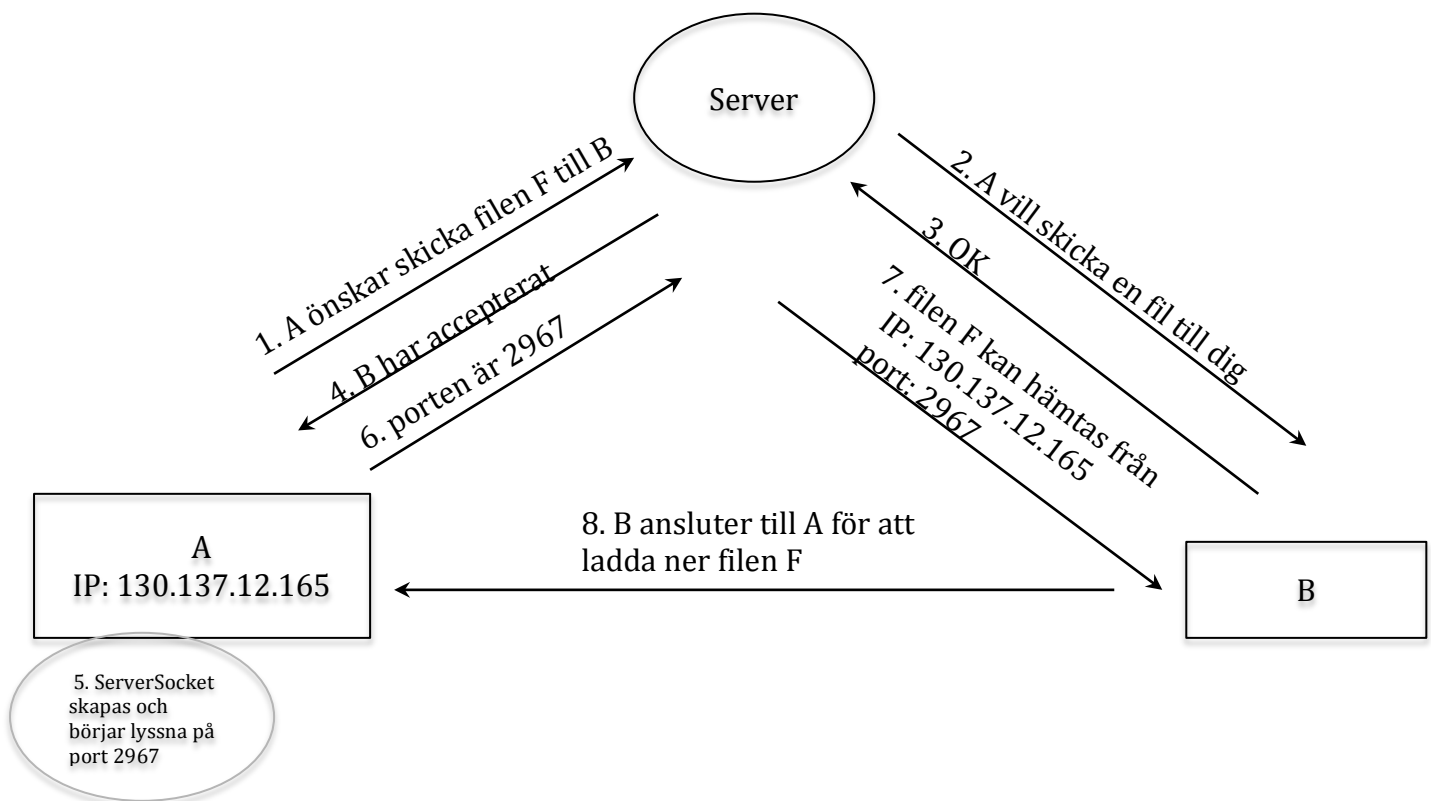 Server
1. A önskar skicka filen F till B
2. A vill skicka en fil till dig
3. OK
4. B har accepterat
6. porten är 2967
7. filen F kan hämtas från
IP: 130.137.12.165
port: 2967
8. B ansluter till A för att
ladda ner filen F
A
IP: 130.137.12.165
B
5. ServerSocket
skapas och
börjar lyssna på
port 2967